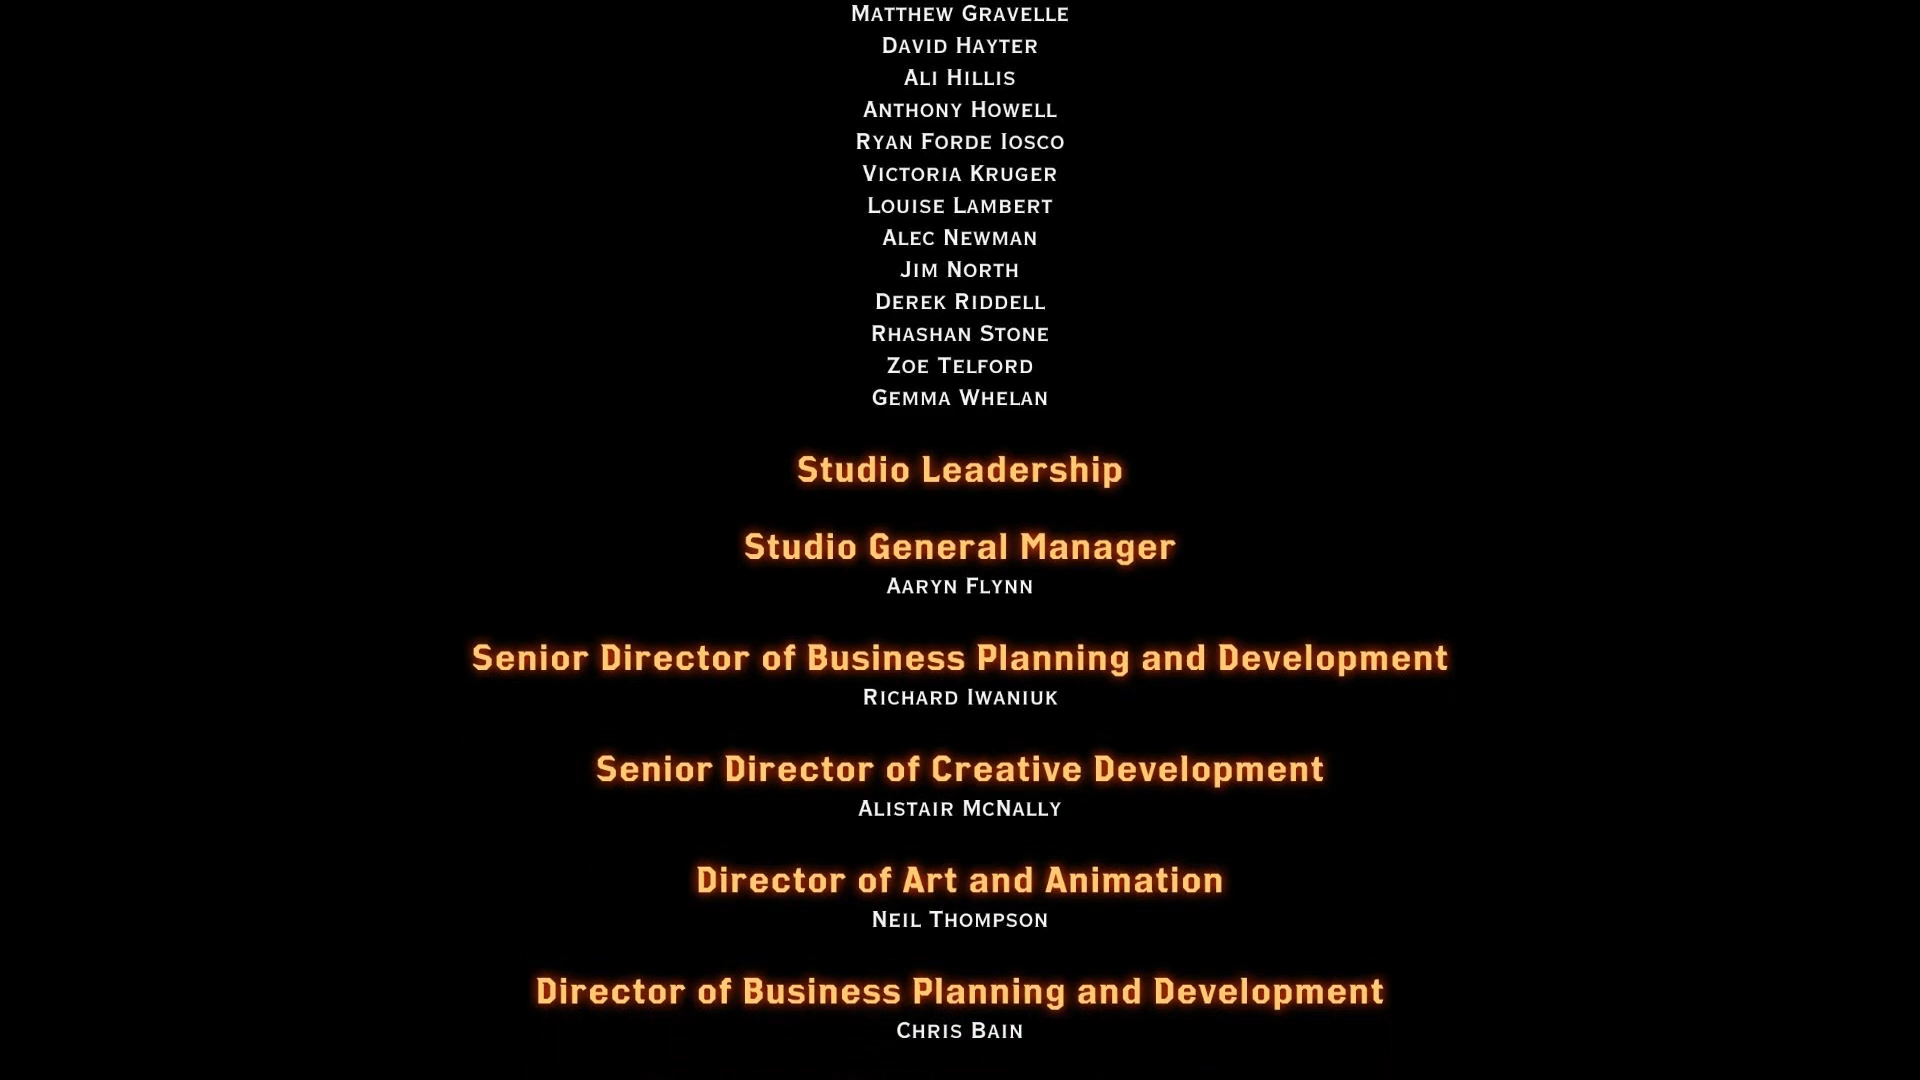 Matthew Gravelle
David Hayter
Ali Hillis
Anthony Howell
Ryan Forde Iosco
Victoria Kruger
Louise Lambert
Alec Newman
Jim North
Derek Riddell
Rhashan Stone
Zoe Telford
Gemma Whelan
Studio Leadership
Studio General Manager
Aaryn Flynn
Senior Director of Business Planning and Development
Richard Iwaniuk
Senior Director of Creative Development
Alistair McNally
Director of Art and Animation
Neil Thompson
Director of Business Planning and Development
Chris Bain